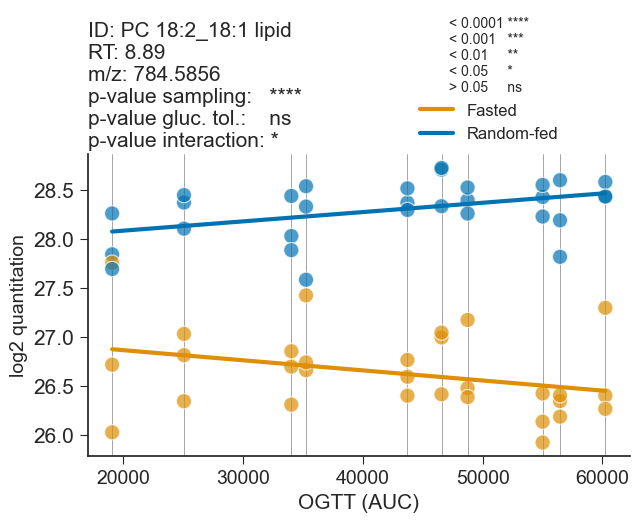 ID: PC 18:2_18:1 lipid
RT: 8.89
m/z: 784.5856
p-value sampling: ****
p-value gluc. tol.: ns
p-value interaction: *
< 0.0001 ****
< 0.001 ***
< 0.01 **
< 0.05 *
> 0.05 ns
Fasted
Random-fed
log2 quantitation
28.5
28.0
27.5
27.0
26.5
26.0
20000 30000 40000 50000 60000
OGTT (AUC)